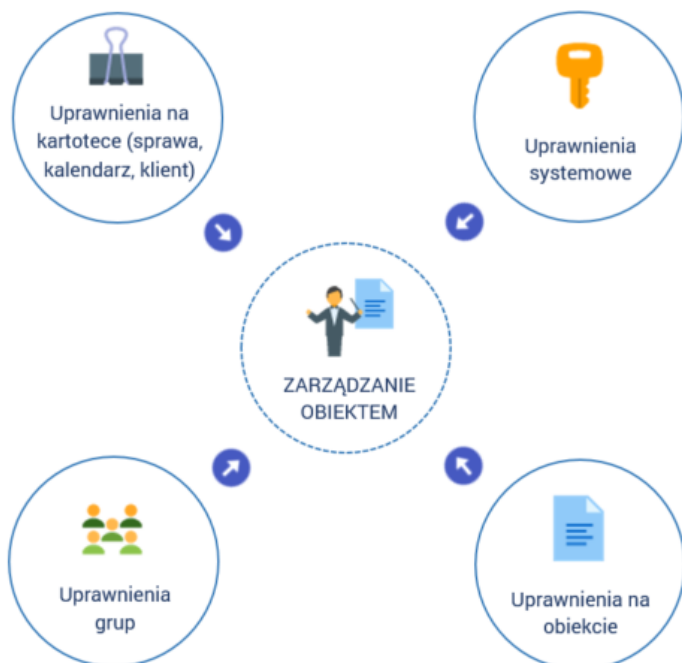 Uprawnienia na
kartotece (sprawa,
kalendarz, klient)
Uprawnienia
systemowe
ZARZĄDZANIE
OBIEKTEM
Uprawnienia
grup
Uprawnienia na
obiekcie